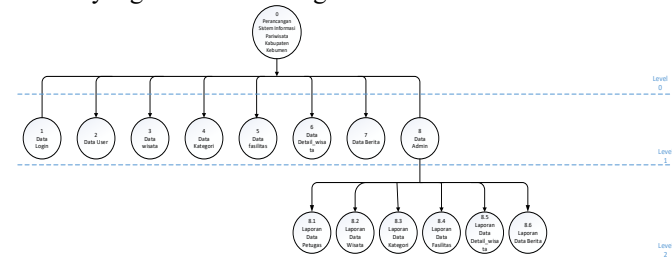 0
Perancangan
Sistem Informasi
Pariwisata
Kabupaten
Kebumen
Level
0
1
Data
Login
2
Data User
3
Data
wisata
4
Data
Kategori
5
Data
fasilitas
6
Data
Detail_wisa
ta
7
Data Berita
8
Data
Admin
Level
1
8.1
Laporan
Data
Petugas
8.2
Laporan
Data
Wisata
8.3
Laporan
Data
Kategori
8.4
Laporan
Data
Fasilitas
8.5
Laporan
Data
Detail_wisa
ta
8.6
Laporan
Data Berita
Level
2